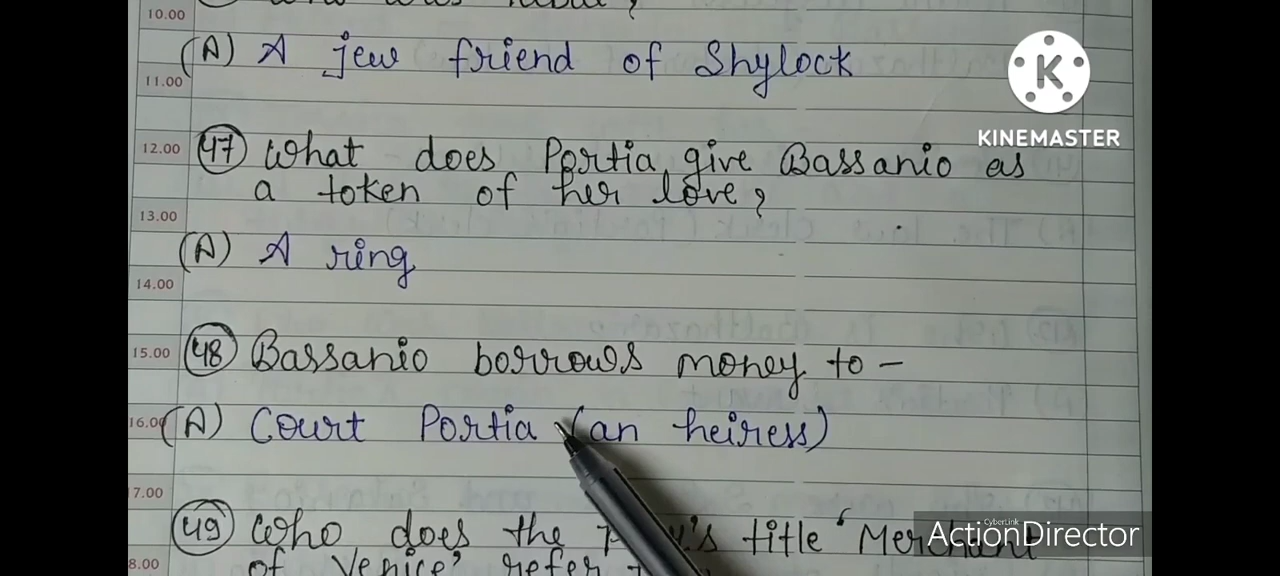 10.00
(A) A jew friend of Shylock
11.00
KINEMASTER
12.00 (47) What does Portia give Bassanio as
a token of her love?
13.00
(A) A ring
14.00
15.00 (48) Bassanio borrows money to -
16.00 (A) Court Portia (an heiress)
17.00
(49) Who does the title "Merchant
CyberLink
ActionDirector
8.00 of Venice" refer